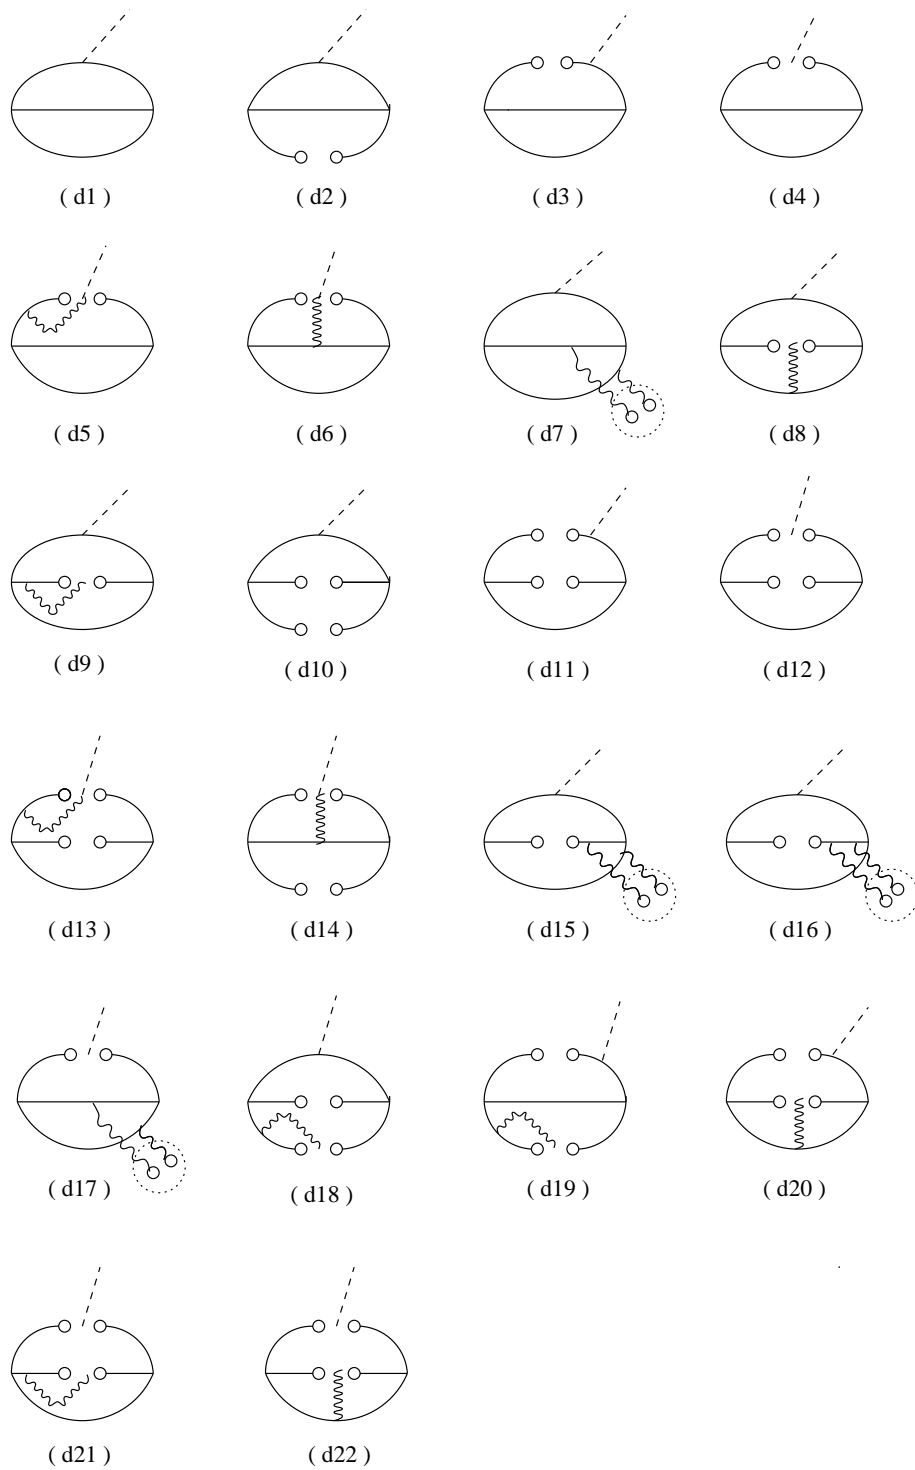 ( d1 ) ( d2 ) ( d3 ) ( d4 )
( d5 ) ( d6 ) ( d7 ) ( d8 )
( d9 ) ( d10 ) ( d11 ) ( d12 )
( d13 ) ( d14 ) ( d15 ) ( d16 )
( d17 ) ( d18 ) ( d19 ) ( d20 )
( d21 ) ( d22 )